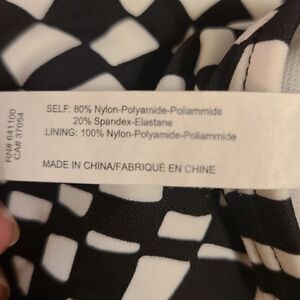 SELF: 80% Nylon-Polyamide-Poliammide
20% Spandex-Elastane
LINING: 100% Nylon-Polyamide-Poliammide
MADE IN CHINA/FABRIQUÉ EN CHINE
RN# 641100
CA# 37054